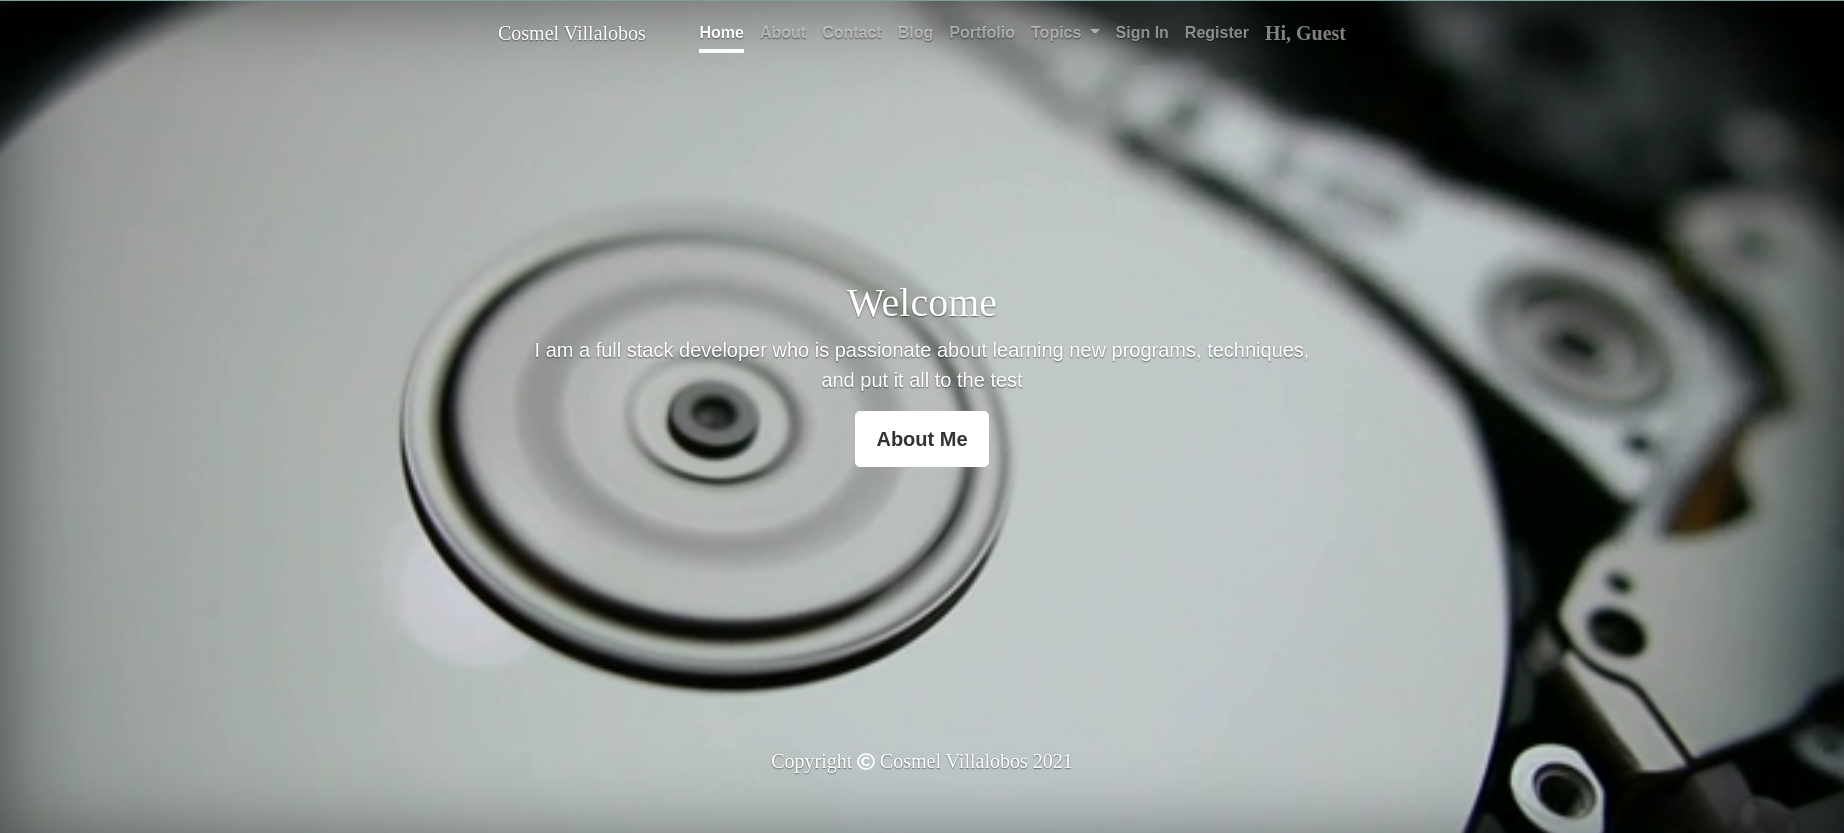 Cosmel Villalobos
Home About Contact Blog Portfolio Topics Sign In Register Hi, Guest
Welcome
I am a full stack developer who is passionate about learning new programs, techniques,
and put it all to the test
About Me
Copyright © Cosmel Villalobos 2021